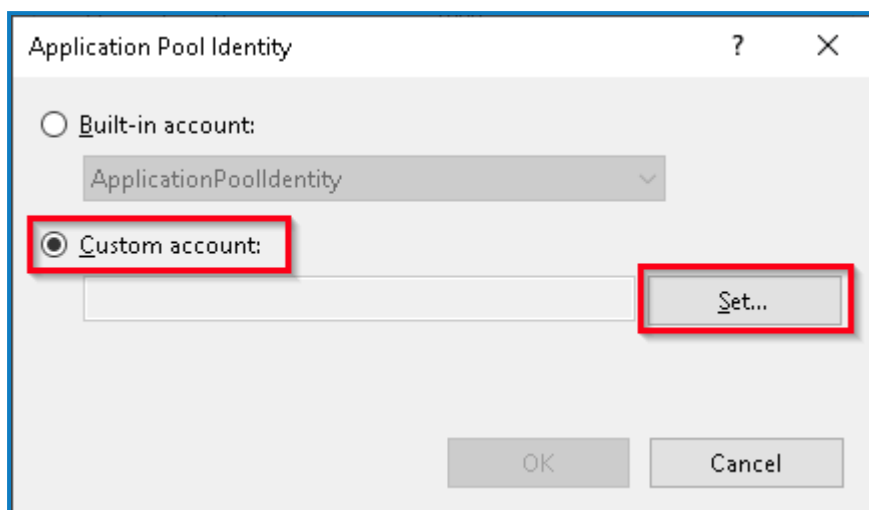 Application Pool Identity ?
Built-in account:
ApplicationPoolIdentity
Custom account:
Set...
OK Cancel